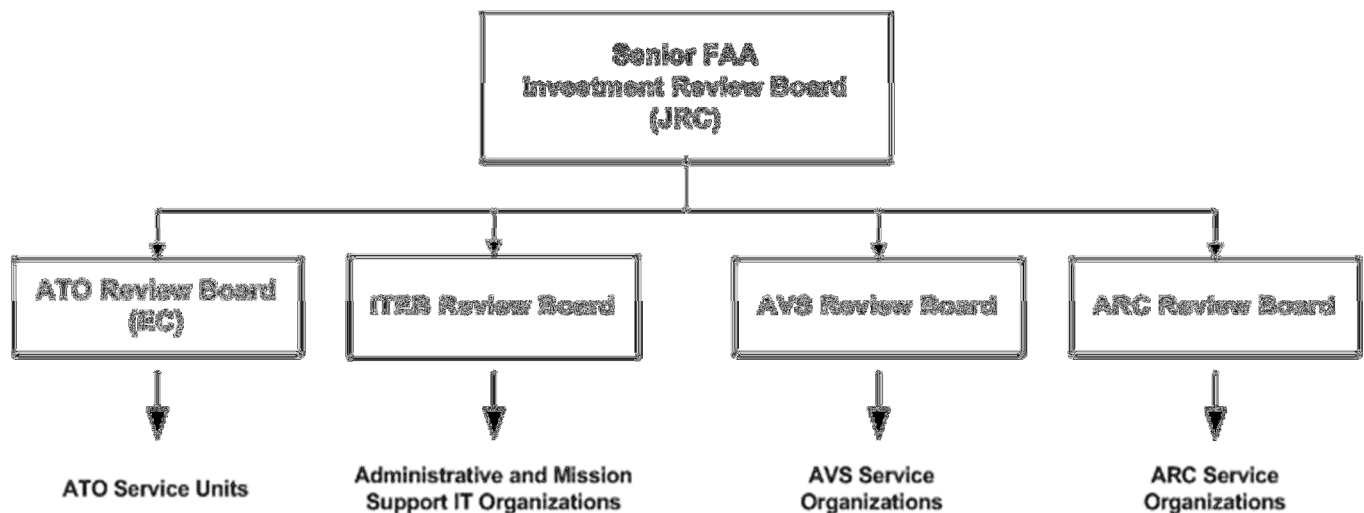 Senior FAA
Investment Review Board
(JRC)
ATO Review Board
(EC)
ITEB Review Board
AVS Review Board
ARC Review Board
ATO Service Units
Administrative and Mission
Support IT Organizations
AVS Service
Organizations
ARC Service
Organizations